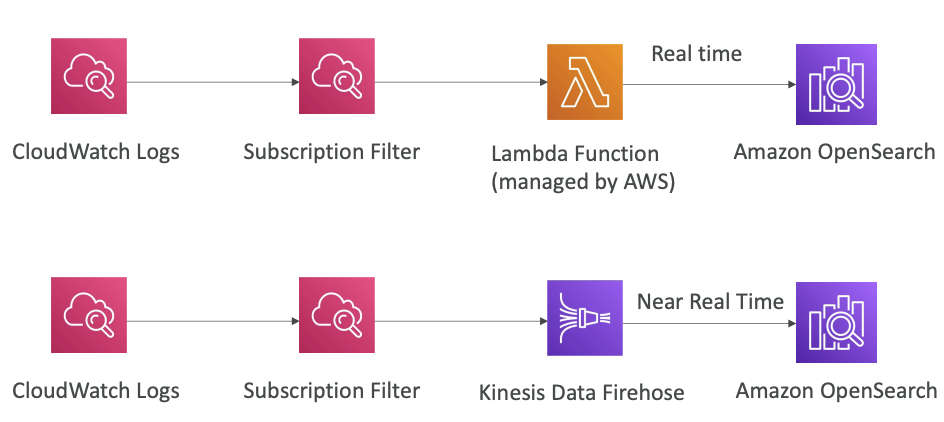 Real time
CloudWatch Logs
Subscription Filter
Lambda Function
(managed by AWS)
Amazon OpenSearch
Near Real Time
CloudWatch Logs
Subscription Filter
Kinesis Data Firehose
Amazon OpenSearch